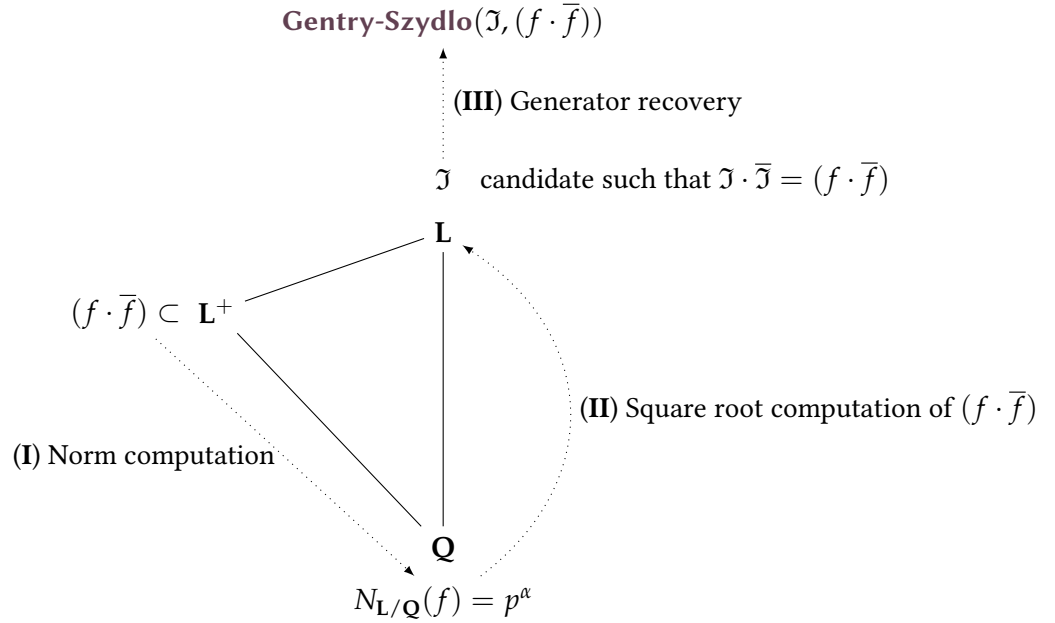 Gentry-Szydlo(ℑ, (f · f̅))
(III) Generator recovery
ℑ candidate such that ℑ · ℑ̅ = (f · f̅)
L
(f · f̅) ⊂ L⁺
(II) Square root computation of (f · f̅)
(I) Norm computation
Q
N_{L/Q}(f) = p^α